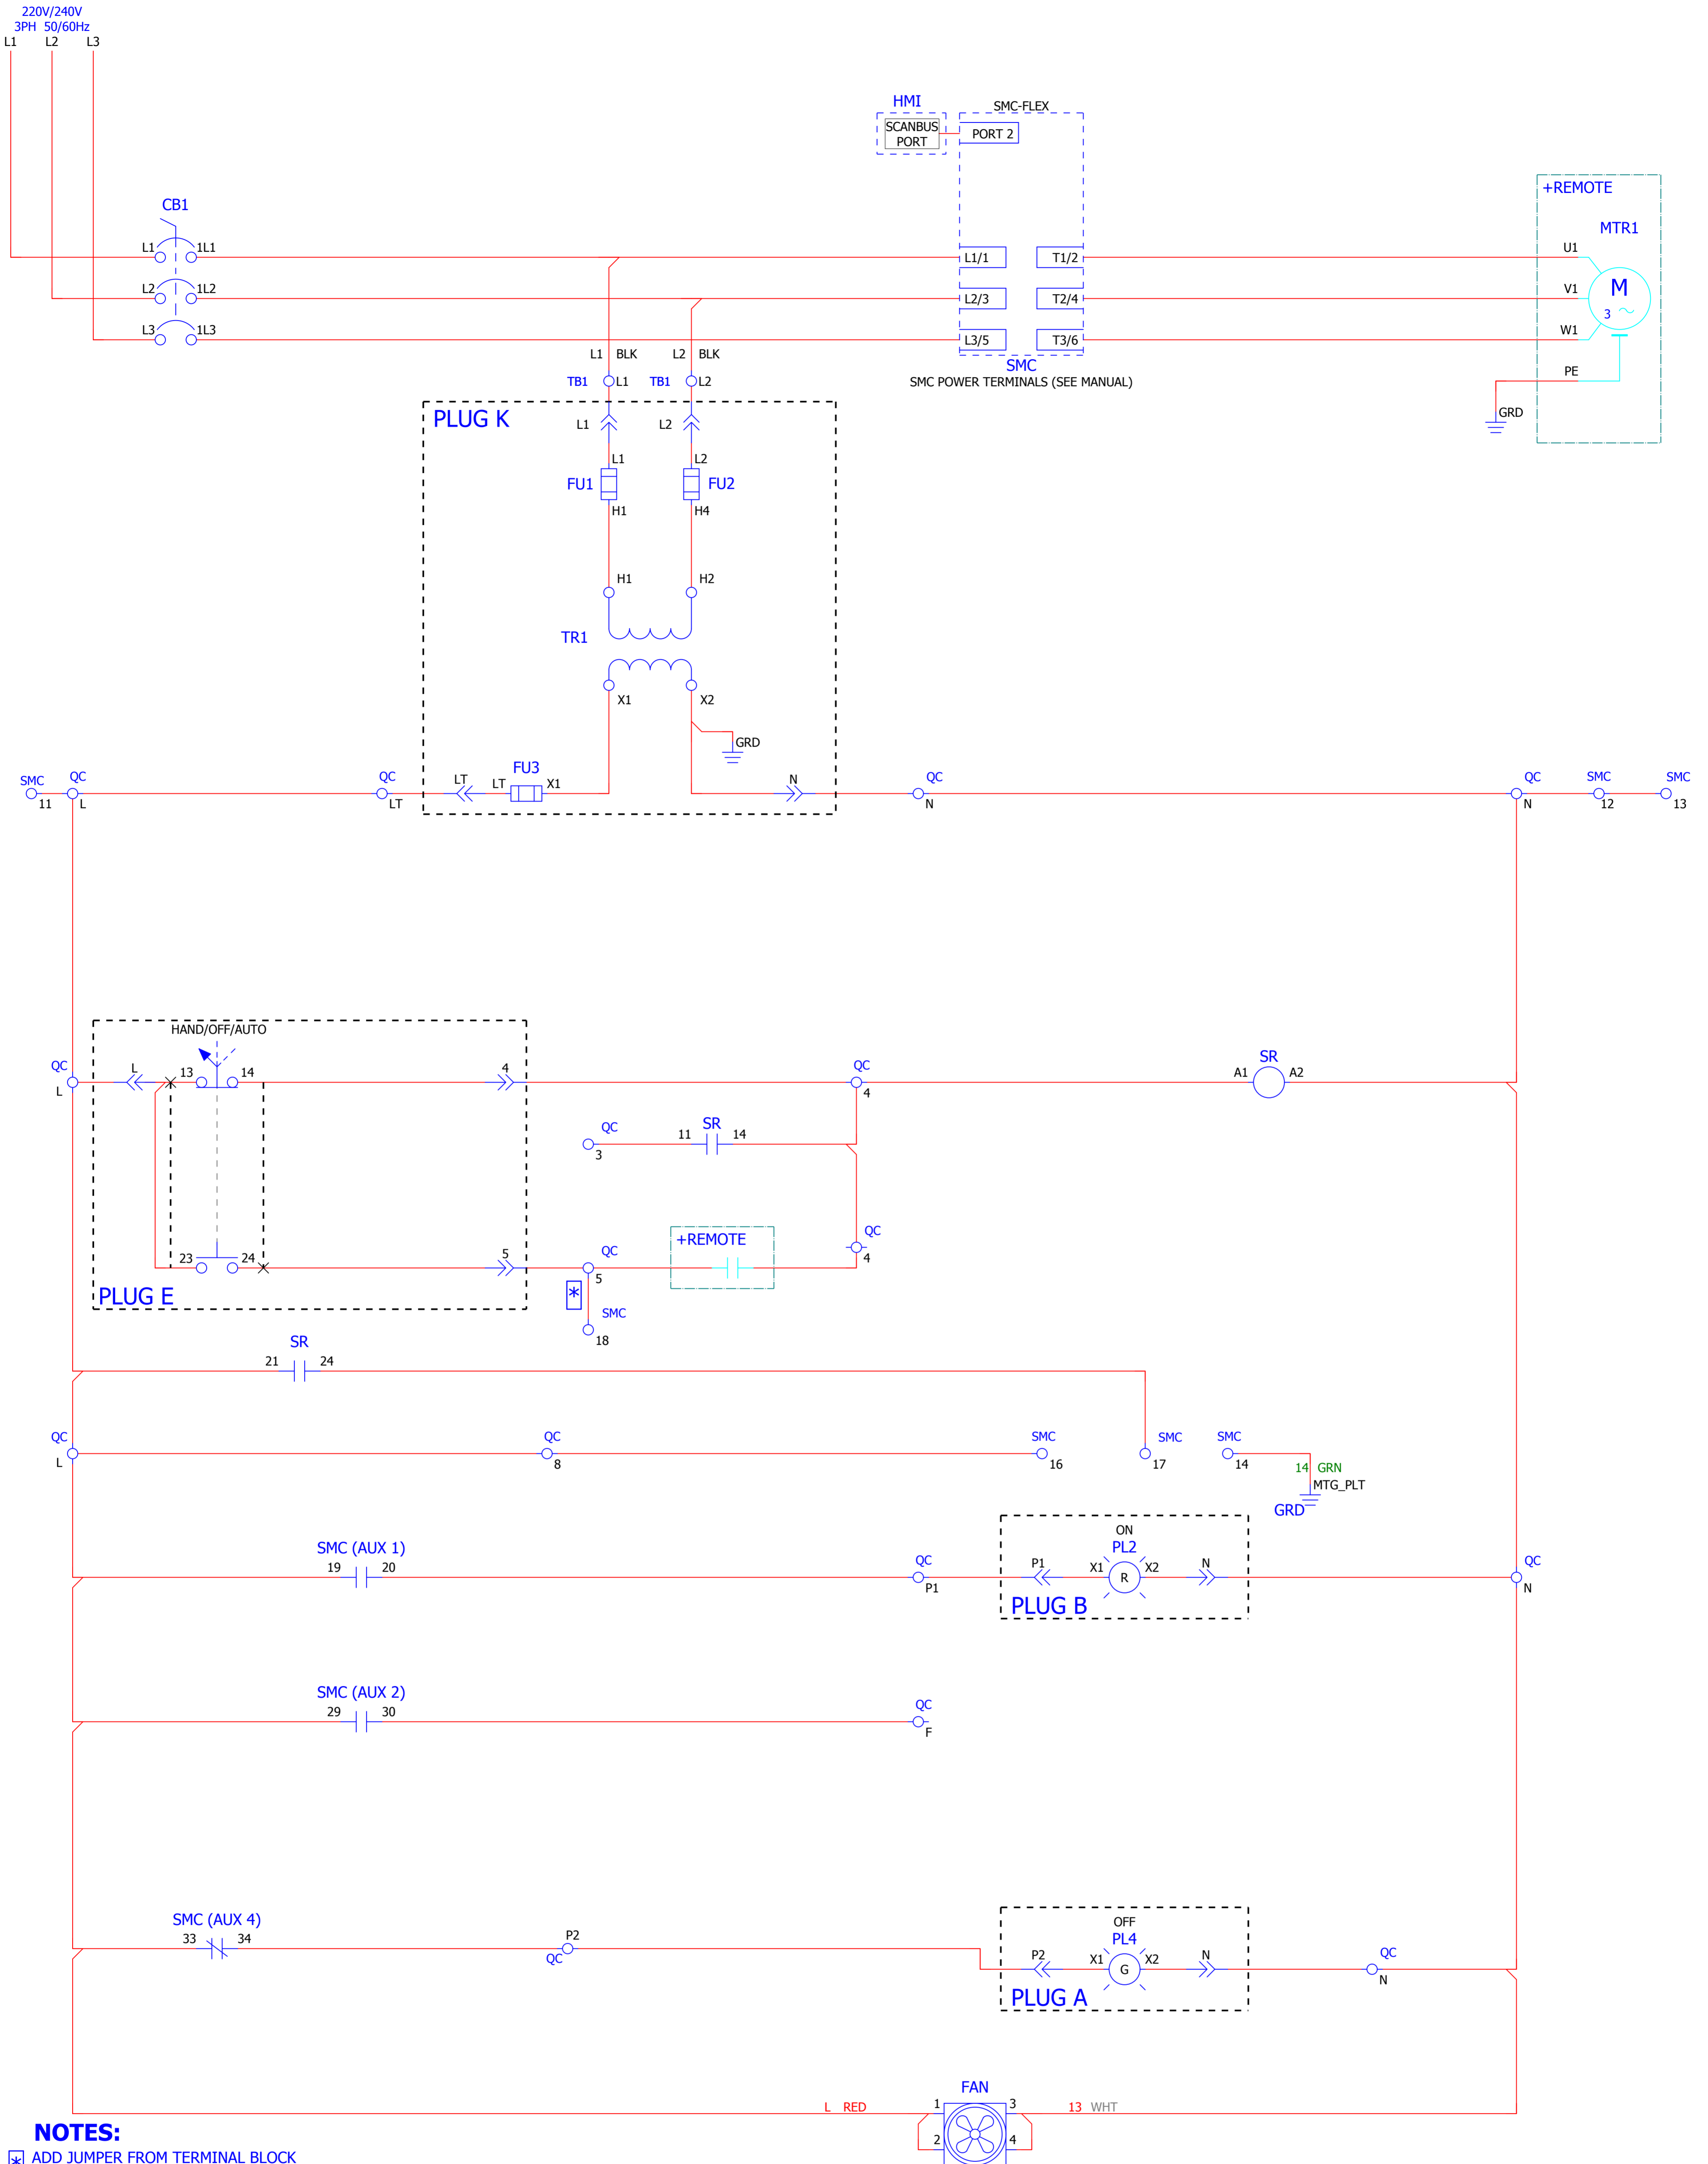 220V/240V
3PH 50/60Hz
L1 L2 L3
HMI
SCANBUS
PORT
SMC-FLEX
PORT 2
+REMOTE
MTR1
CB1
L1 1L1
L1/1 T1/2
U1
L2 1L2
L2/3 T2/4
V1
M
3
L3 1L3
L3/5 T3/6
W1
SMC
SMC POWER TERMINALS (SEE MANUAL)
PE
GRD
L1 BLK L2 BLK
TB1 L1 TB1 L2
PLUG K
L1 L2
L1 L2
FU1 FU2
H1 H4
H1 H2
TR1
X1 X2
GRD
SMC QC QC LT LT FU3 X1 N QC QC SMC SMC
11 L LT N N 12 13
HAND/OFF/AUTO
QC L 13 14 4 QC SR
L 4 A1 A2
QC SR
3 11 14
QC
4
+REMOTE
23 24 5 QC
5
PLUG E
*
SMC
18
SR
21 24
QC QC SMC SMC SMC
L 8 16 17 14
14 GRN
MTG_PLT
GRD
SMC (AUX 1)
19 20
QC
P1
ON
PL2
P1 X1 R X2 N
PLUG B
QC
N
SMC (AUX 2)
29 30
QC
F
SMC (AUX 4)
33 34
P2
QC
OFF
PL4
P2 X1 G X2 N
PLUG A
QC
N
FAN
L RED 1 3 13 WHT
2 4
NOTES:
* ADD JUMPER FROM TERMINAL BLOCK